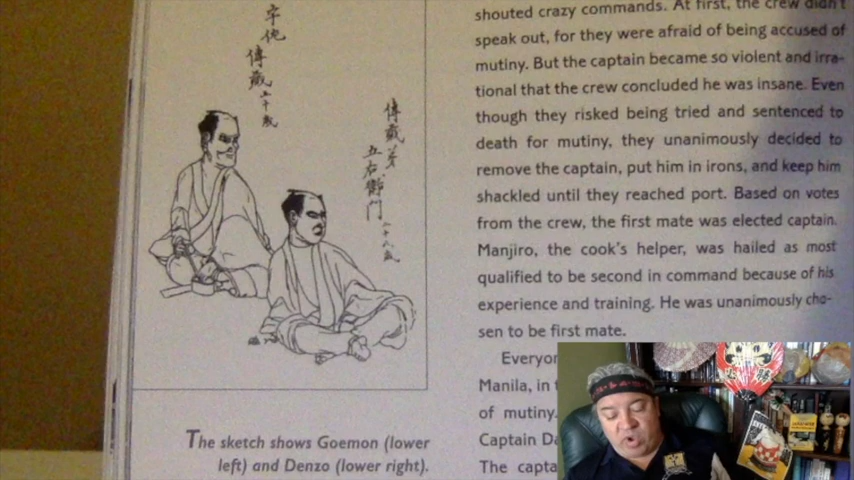 宇佐
傳蔵五十歳
傳蔵弟
五右衛門
二十八歳
The sketch shows Goemon (lower
left) and Denzo (lower right).
shouted crazy commands. At first, the crew didn't
speak out, for they were afraid of being accused of
mutiny. But the captain became so violent and irra-
tional that the crew concluded he was insane. Even
though they risked being tried and sentenced to
death for mutiny, they unanimously decided to
remove the captain, put him in irons, and keep him
shackled until they reached port. Based on votes
from the crew, the first mate was elected captain.
Manjiro, the cook's helper, was hailed as most
qualified to be second in command because of his
experience and training. He was unanimously cho-
sen to be first mate.
Everyon
Manila, in t
of mutiny.
Captain Da
The capta